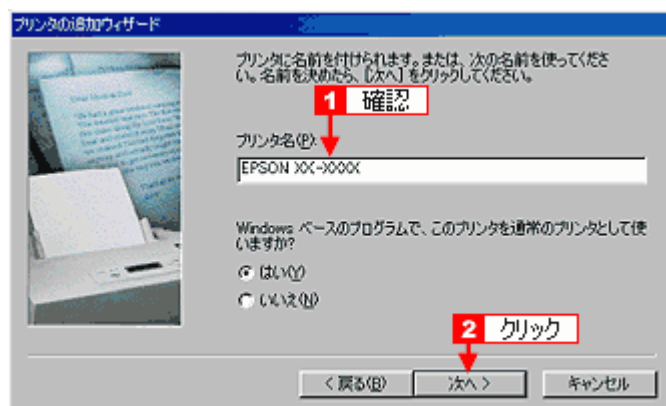 プリンタの追加ウィザード
プリンタに名前を付けられます。または、次の名前を使ってくださ
い。名前を決めたら、[次へ] をクリックしてください。
1 確認
プリンタ名(P):
EPSON XX-XXXX
Windows ベースのプログラムで、このプリンタを通常のプリンタとして使
いますか?
はい(Y)
いいえ(N)
2 クリック
< 戻る(B)
次へ >
キャンセル